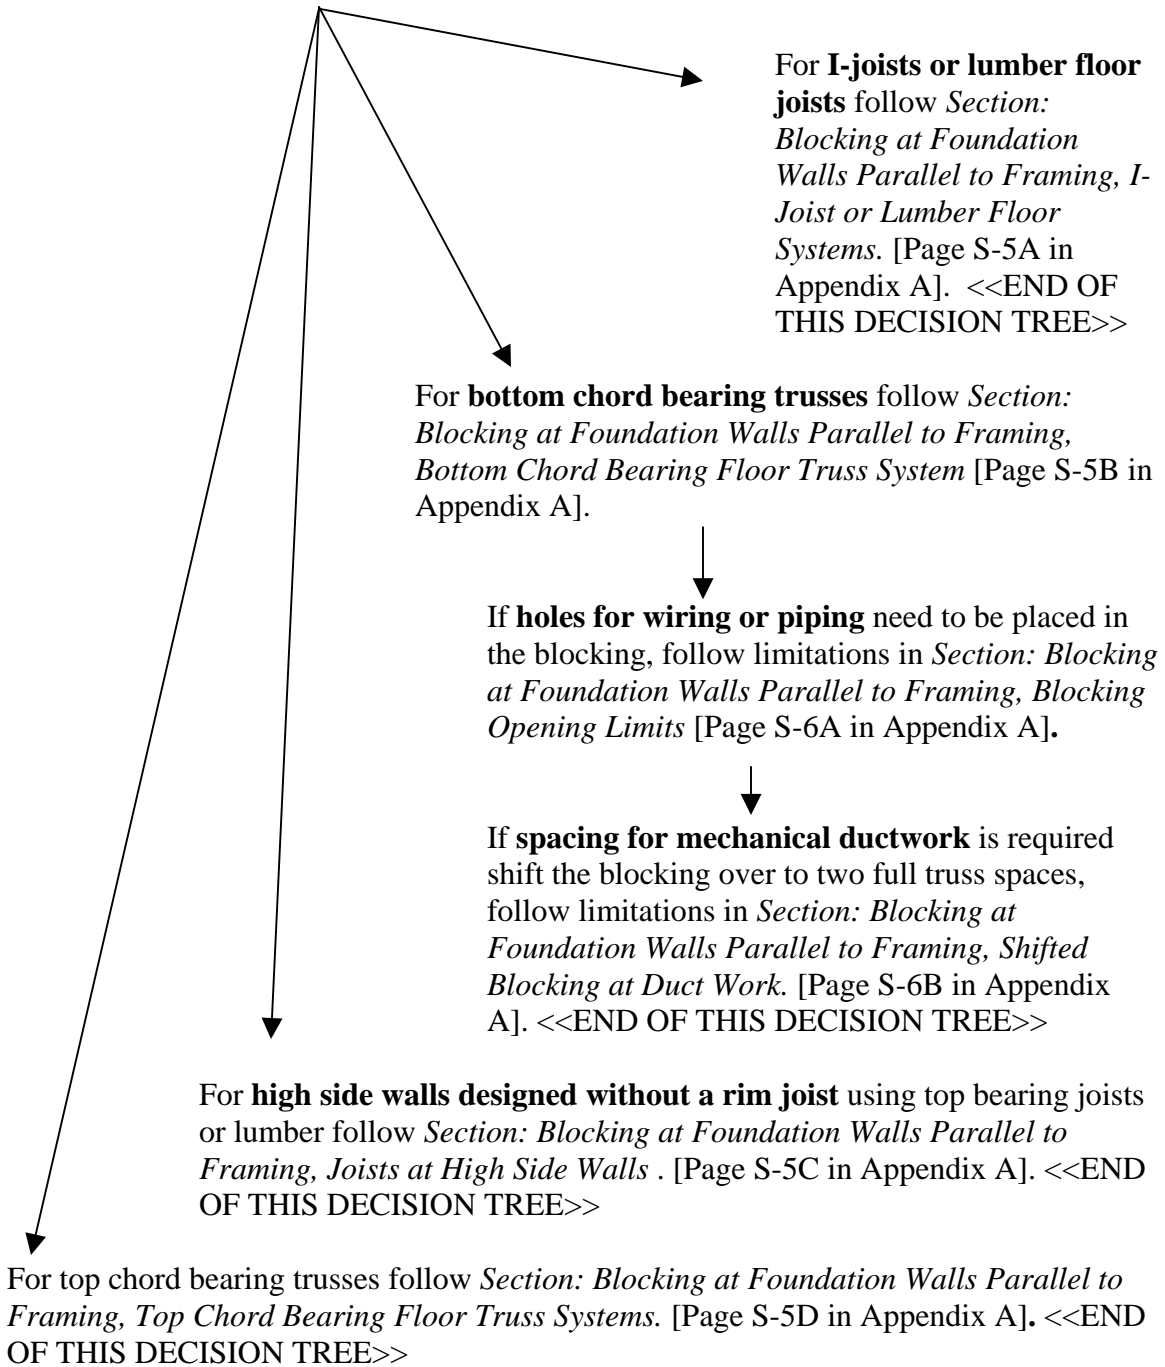 For I-joists or lumber floor
joists follow Section:
Blocking at Foundation
Walls Parallel to Framing, I-
Joist or Lumber Floor
Systems. [Page S-5A in
Appendix A].  <<END OF
THIS DECISION TREE>>
For bottom chord bearing trusses follow Section:
Blocking at Foundation Walls Parallel to Framing,
Bottom Chord Bearing Floor Truss System [Page S-5B in
Appendix A].
If holes for wiring or piping need to be placed in
the blocking, follow limitations in Section: Blocking
at Foundation Walls Parallel to Framing, Blocking
Opening Limits [Page S-6A in Appendix A].
If spacing for mechanical ductwork is required
shift the blocking over to two full truss spaces,
follow limitations in Section: Blocking at
Foundation Walls Parallel to Framing, Shifted
Blocking at Duct Work. [Page S-6B in Appendix
A]. <<END OF THIS DECISION TREE>>
For high side walls designed without a rim joist using top bearing joists
or lumber follow Section: Blocking at Foundation Walls Parallel to
Framing, Joists at High Side Walls . [Page S-5C in Appendix A]. <<END
OF THIS DECISION TREE>>
For top chord bearing trusses follow Section: Blocking at Foundation Walls Parallel to
Framing, Top Chord Bearing Floor Truss Systems. [Page S-5D in Appendix A]. <<END
OF THIS DECISION TREE>>